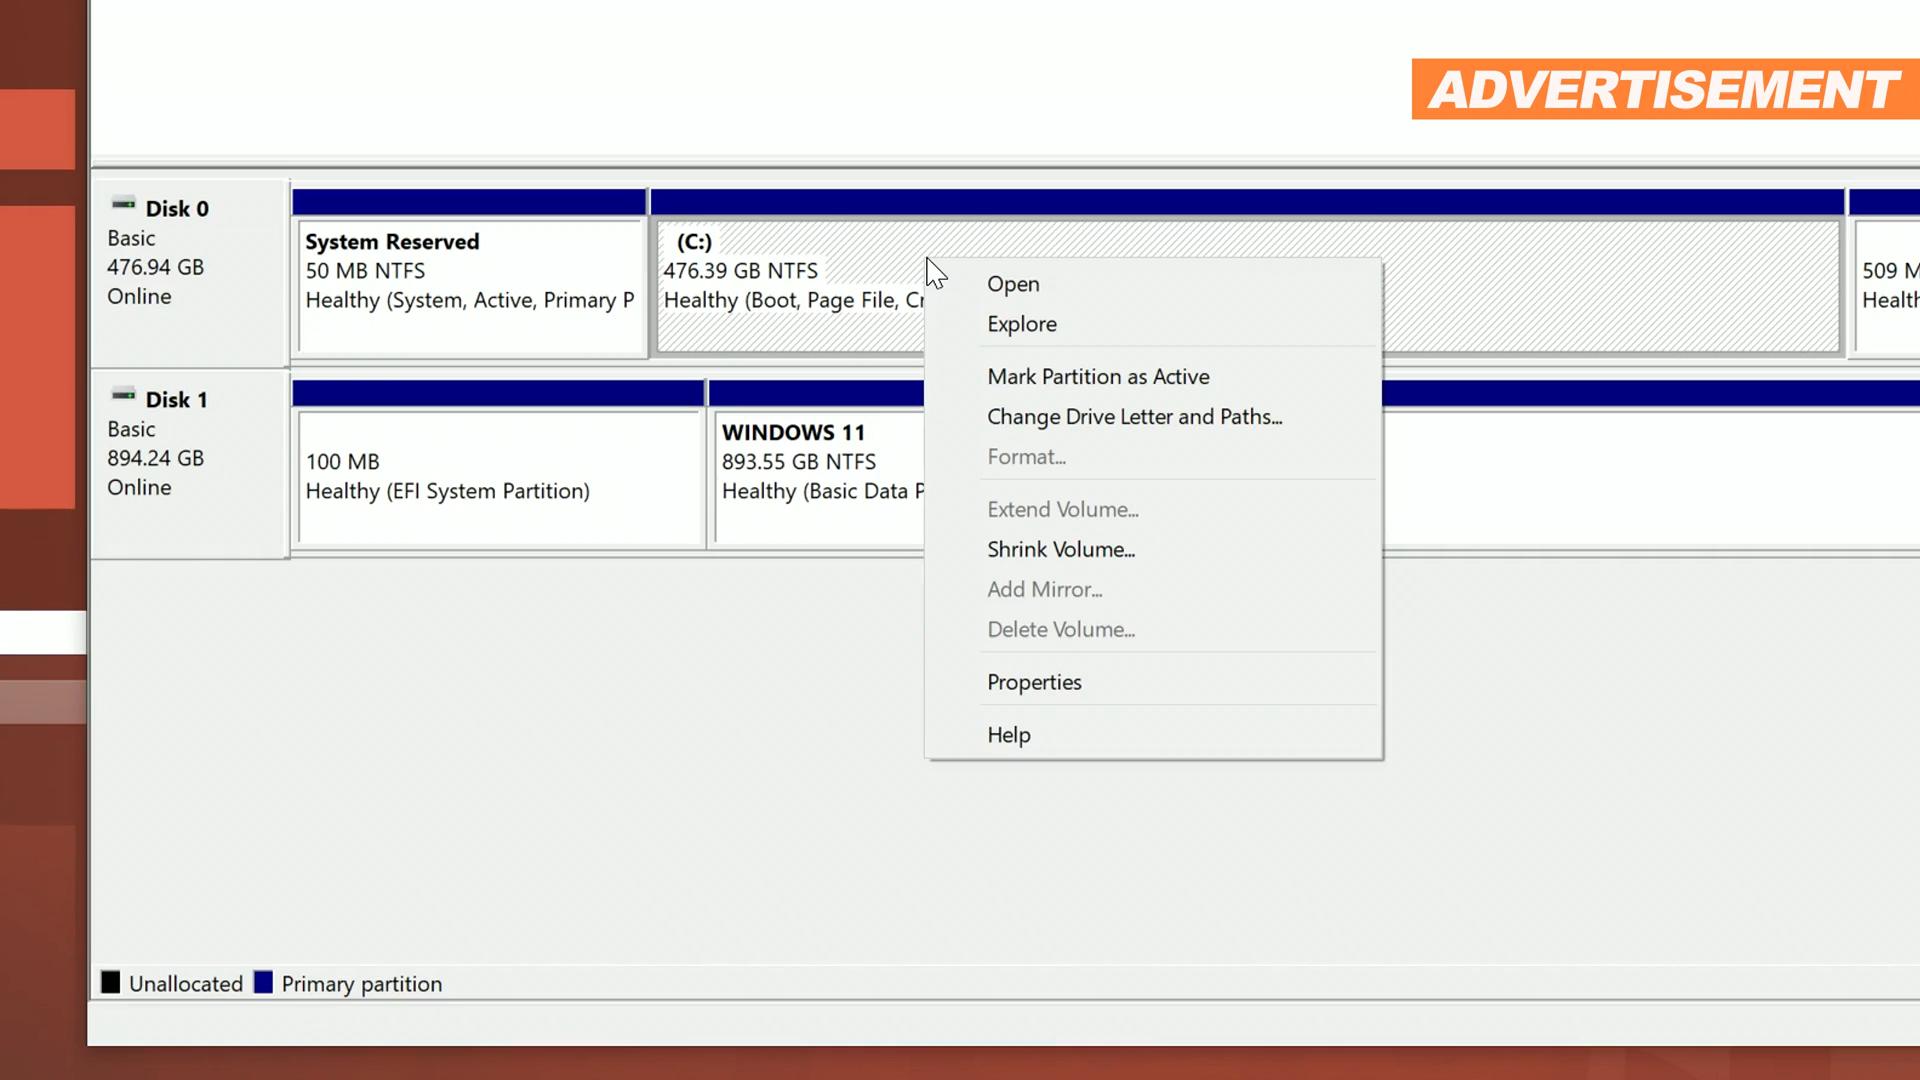 ADVERTISEMENT
Disk 0
Basic
476.94 GB
Online
System Reserved
50 MB NTFS
Healthy (System, Active, Primary P
(C:)
476.39 GB NTFS
Healthy (Boot, Page File, Cr
509 M
Health
Disk 1
Basic
894.24 GB
Online
100 MB
Healthy (EFI System Partition)
WINDOWS 11
893.55 GB NTFS
Healthy (Basic Data P
Open
Explore
Mark Partition as Active
Change Drive Letter and Paths...
Format...
Extend Volume...
Shrink Volume...
Add Mirror...
Delete Volume...
Properties
Help
Unallocated
Primary partition